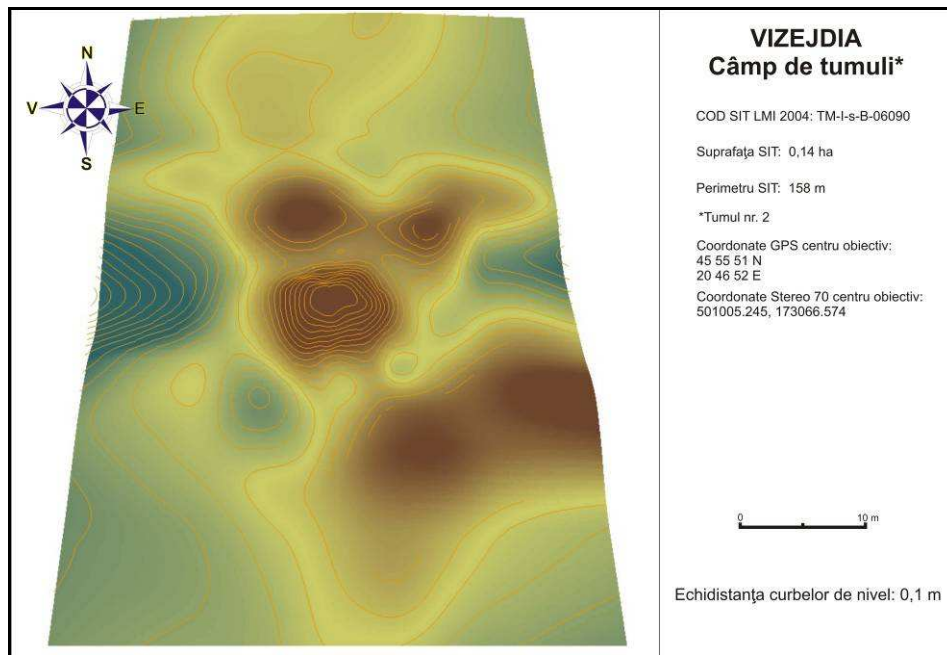 N
V E
S
VIZEJDIA
Câmp de tumuli*
COD SIT LMI 2004: TM-I-s-B-06090
Suprafaţa SIT: 0,14 ha
Perimetru SIT: 158 m
*Tumul nr. 2
Coordonate GPS centru obiectiv:
45 55 51 N
20 46 52 E
Coordonate Stereo 70 centru obiectiv:
501005.245, 173066.574
0 10 m
Echidistanţa curbelor de nivel: 0,1 m